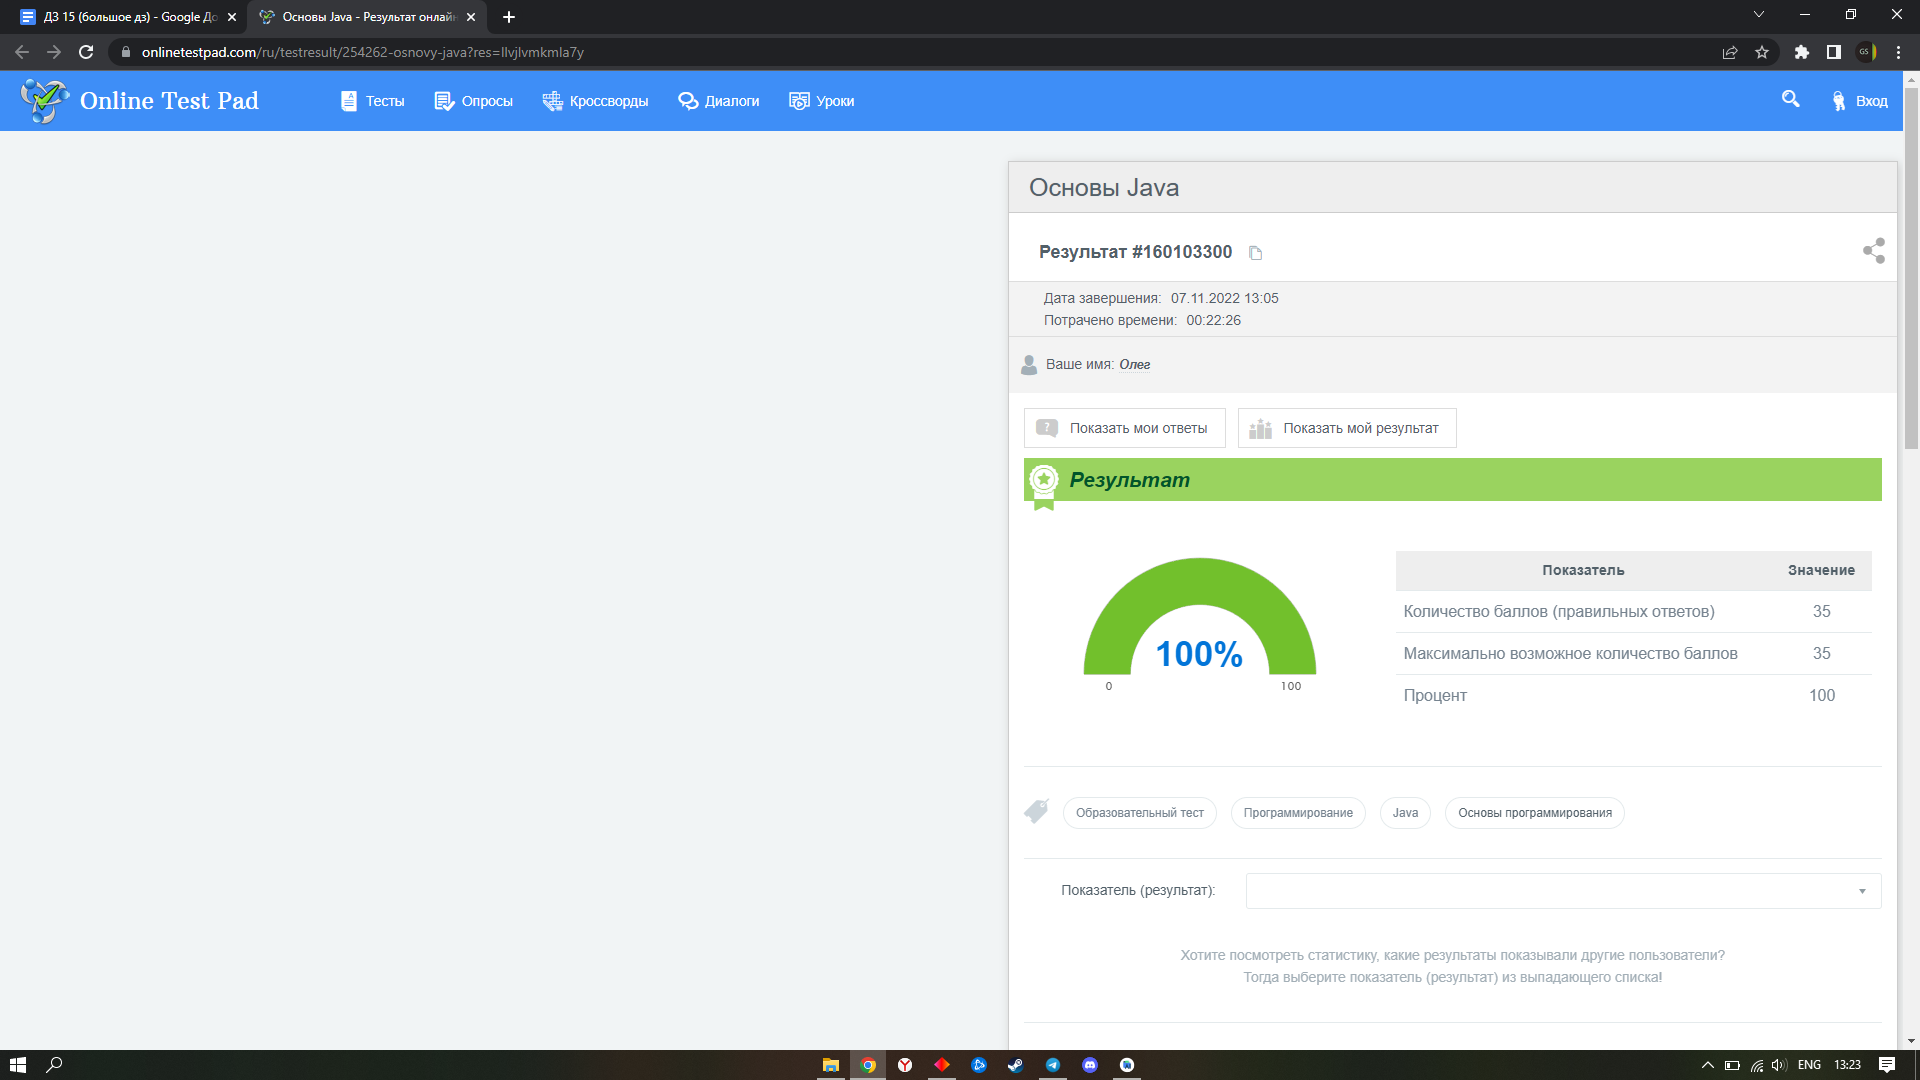 ДЗ 15 (большое дз) - Google До
Основы Java - Результат онлайн
onlinetestpad.com/ru/testresult/254262-osnovy-java?res=llvjlvmkmla7y
GS
Online Test Pad
Тесты
Опросы
Кроссворды
Диалоги
Уроки
Вход
Основы Java
Результат #160103300
Дата завершения: 07.11.2022 13:05
Потрачено времени: 00:22:26
Ваше имя: Олег
Показать мои ответы
Показать мой результат
Результат
100%
0
100
Показатель Значение
Количество баллов (правильных ответов) 35
Максимально возможное количество баллов 35
Процент 100
Образовательный тест
Программирование
Java
Основы программирования
Показатель (результат):
Хотите посмотреть статистику, какие результаты показывали другие пользователи?
Тогда выберите показатель (результат) из выпадающего списка!
ENG
13:23